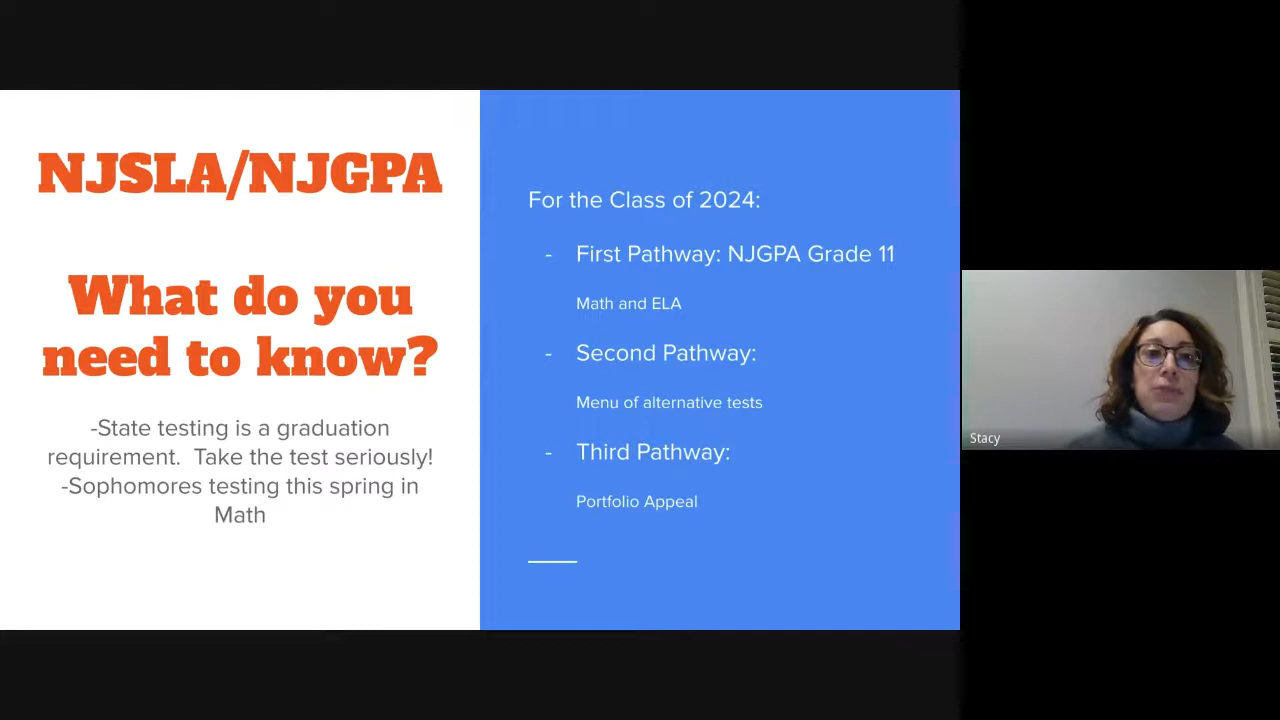 NJSLA/NJGPA
What do you
need to know?
-State testing is a graduation
requirement.  Take the test seriously!
-Sophomores testing this spring in
Math
For the Class of 2024:
- First Pathway: NJGPA Grade 11
Math and ELA
- Second Pathway:
Menu of alternative tests
- Third Pathway:
Portfolio Appeal
Stacy